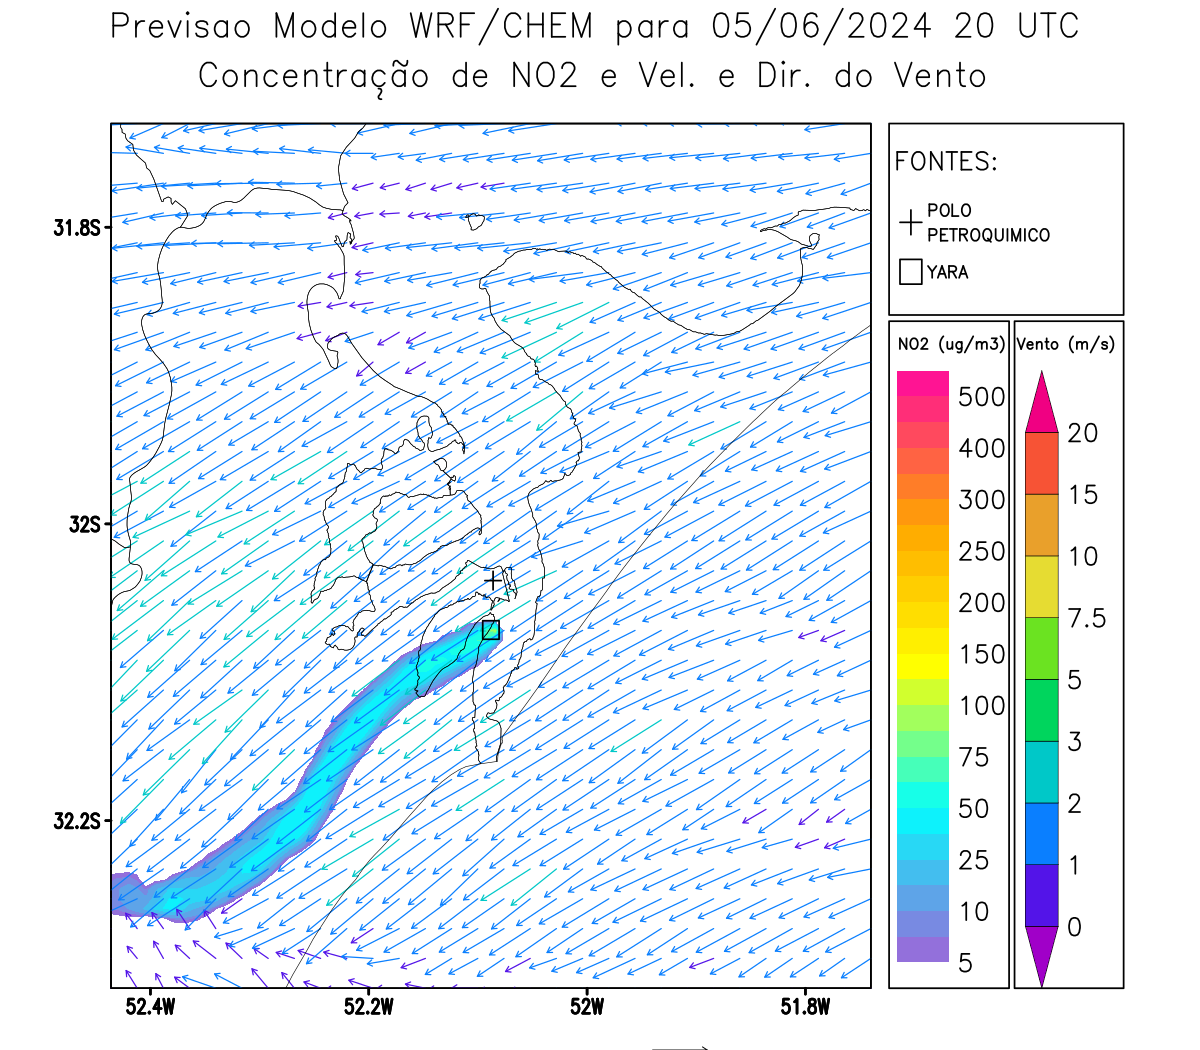 Previsao Modelo WRF/CHEM para 05/06/2024 20 UTC
Concentração de NO2 e Vel. e Dir. do Vento
FONTES:
POLO
PETROQUIMICO
YARA
NO2 (ug/m3)
500
400
300
250
200
150
100
75
50
25
10
5
Vento (m/s)
20
15
10
7.5
5
3
2
1
0
31.8S
32S
32.2S
52.4W
52.2W
52W
51.8W